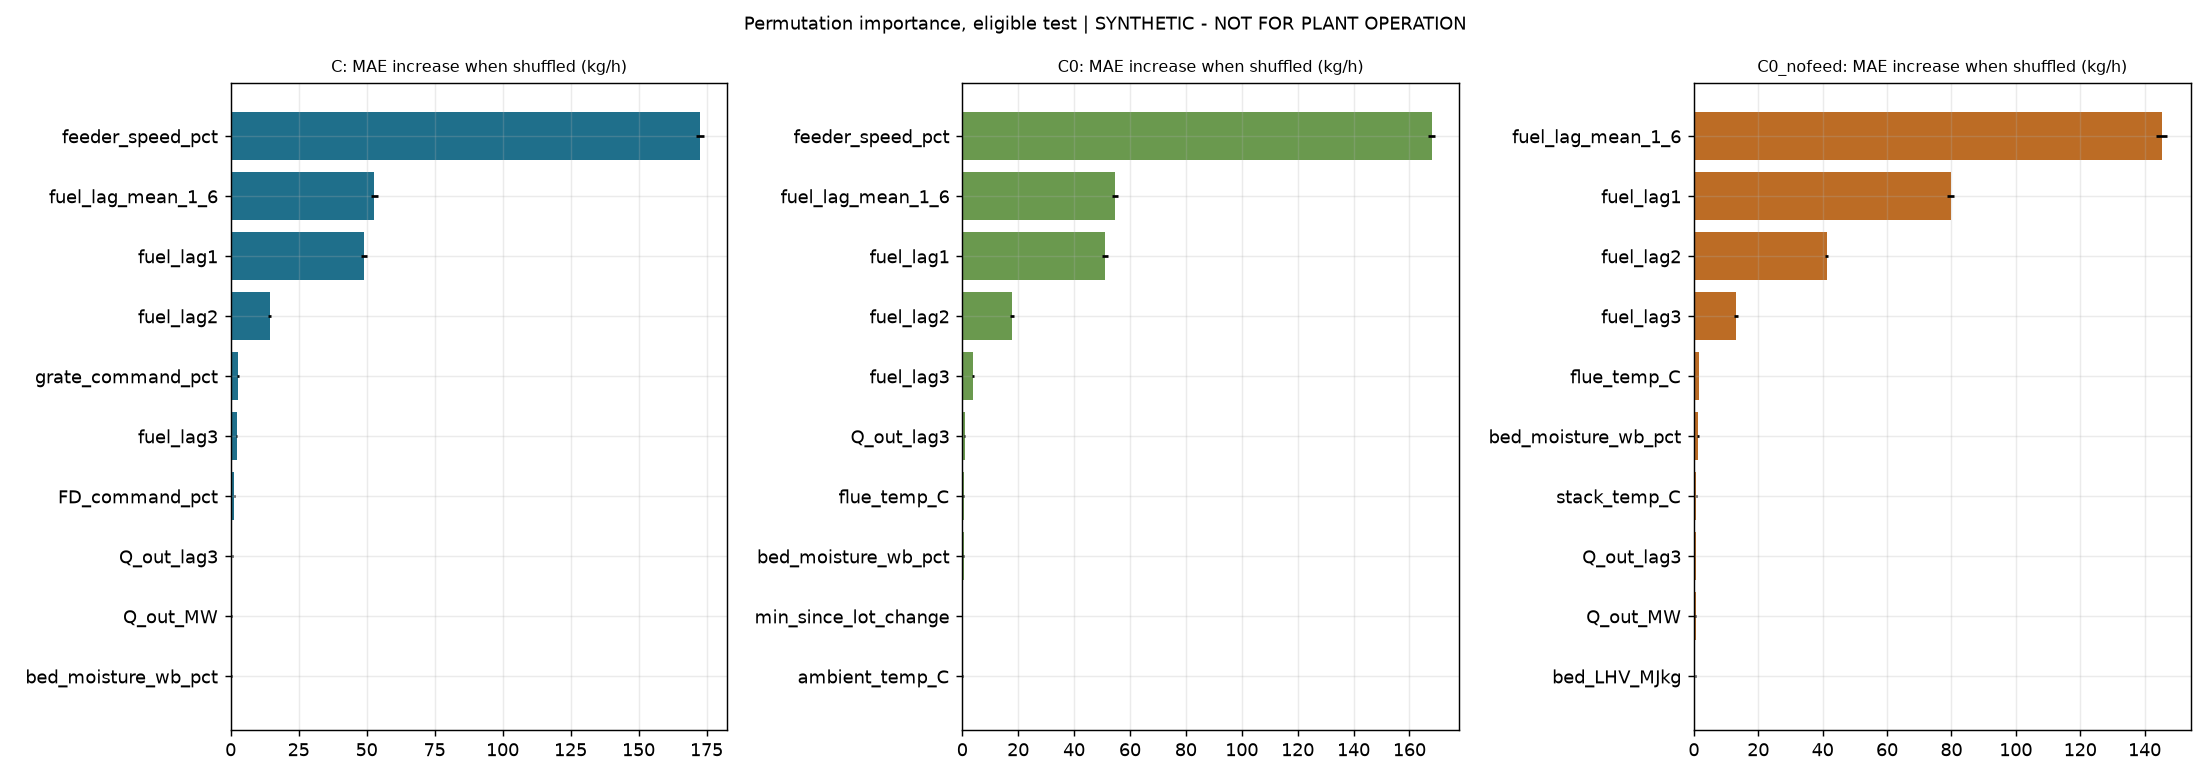 Permutation importance, eligible test | SYNTHETIC - NOT FOR PLANT OPERATION
C: MAE increase when shuffled (kg/h)
feeder_speed_pct
fuel_lag_mean_1_6
fuel_lag1
fuel_lag2
grate_command_pct
fuel_lag3
FD_command_pct
Q_out_lag3
Q_out_MW
bed_moisture_wb_pct
0 25 50 75 100 125 150 175
C0: MAE increase when shuffled (kg/h)
feeder_speed_pct
fuel_lag_mean_1_6
fuel_lag1
fuel_lag2
fuel_lag3
Q_out_lag3
flue_temp_C
bed_moisture_wb_pct
min_since_lot_change
ambient_temp_C
0 20 40 60 80 100 120 140 160
C0_nofeed: MAE increase when shuffled (kg/h)
fuel_lag_mean_1_6
fuel_lag1
fuel_lag2
fuel_lag3
flue_temp_C
bed_moisture_wb_pct
stack_temp_C
Q_out_lag3
Q_out_MW
bed_LHV_MJkg
0 20 40 60 80 100 120 140